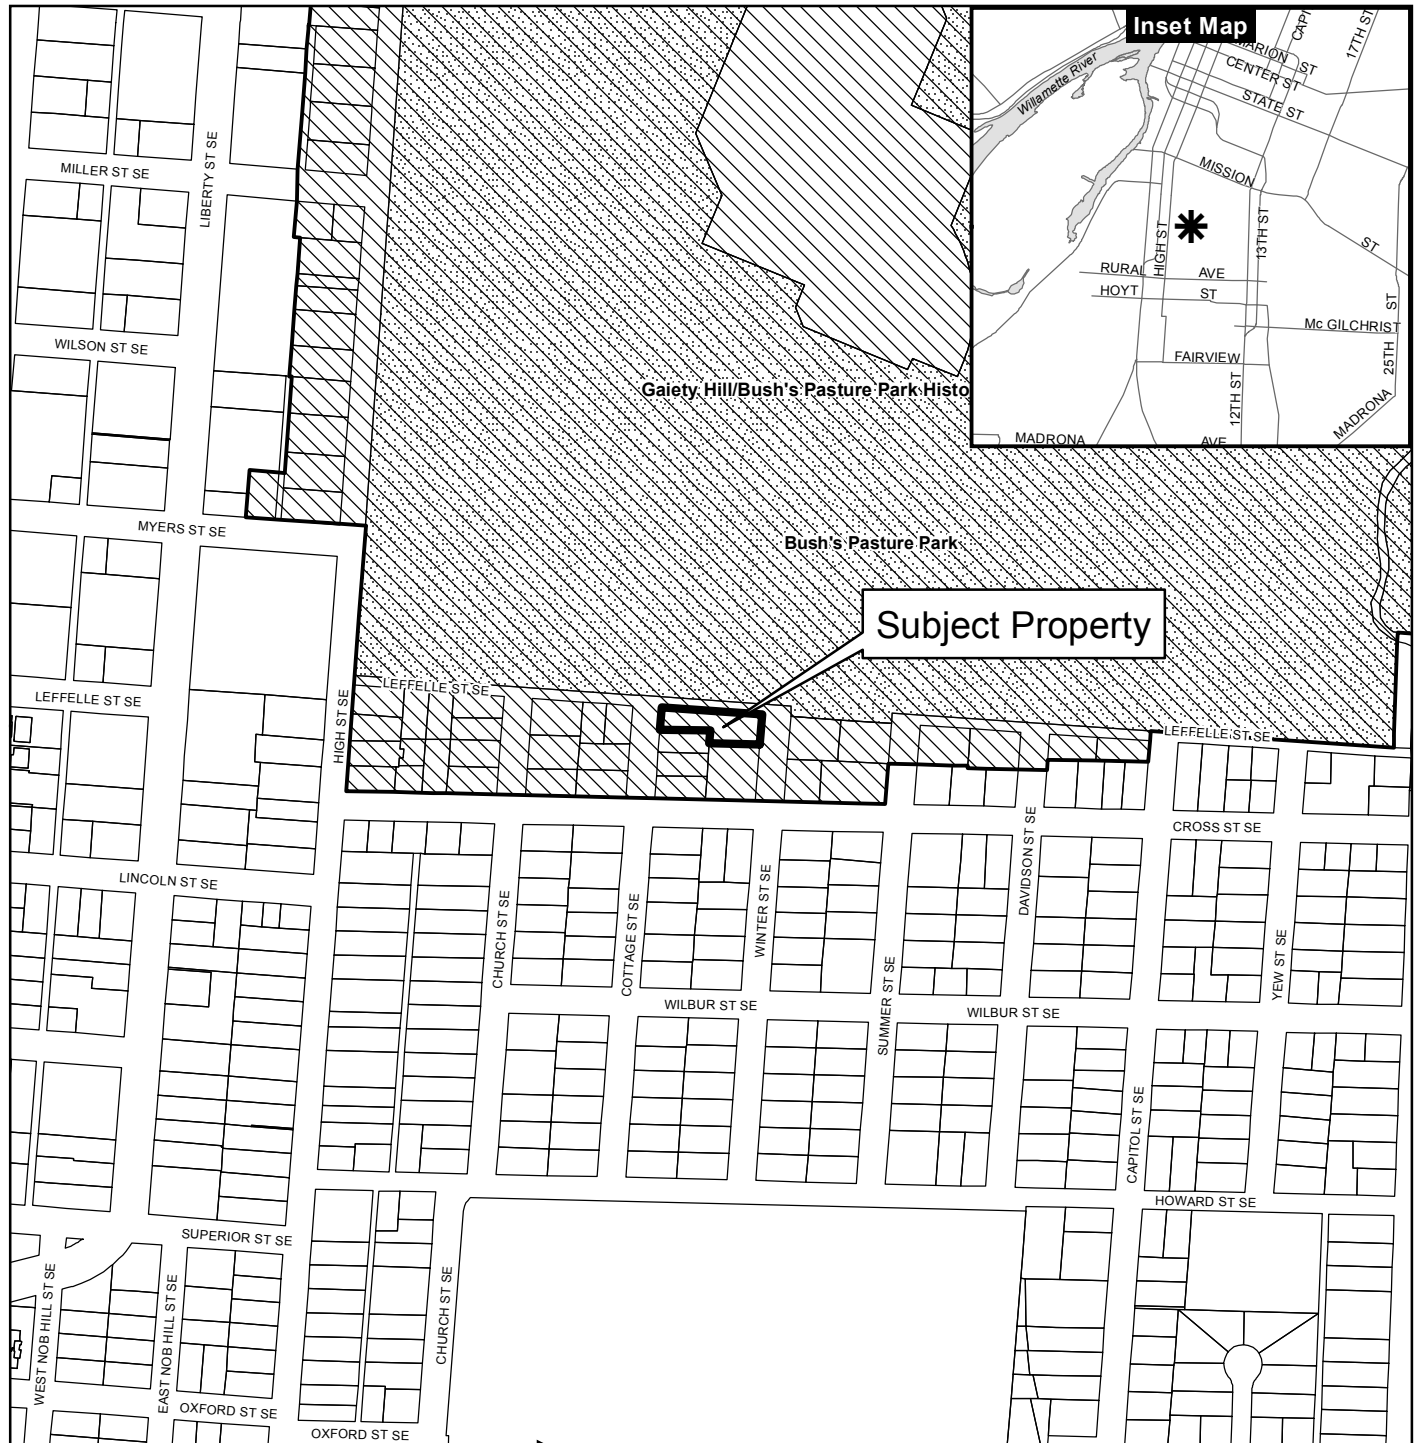 Inset Map
CAPI
17TH ST
MARION ST
CENTER ST
STATE ST
Willamette River
MISSION
ST
HIGH ST
13TH ST
RURAL AVE
HOYT ST
Mc GILCHRIST
ST
25TH
FAIRVIEW
12TH ST
MADRONA
MADRONA AVE
MILLER ST SE
LIBERTY ST SE
WILSON ST SE
Gaiety Hill/Bush's Pasture Park Histo
MYERS ST SE
Bush's Pasture Park
Subject Property
LEFFELLE ST SE
LEFFELLE ST SE
HIGH ST SE
LEFFELLE ST SE
CROSS ST SE
DAVIDSON ST SE
LINCOLN ST SE
CHURCH ST SE
COTTAGE ST SE
WINTER ST SE
YEW ST SE
SUMMER ST SE
WILBUR ST SE
WILBUR ST SE
CAPITOL ST SE
HOWARD ST SE
SUPERIOR ST SE
WEST NOB HILL ST SE
EAST NOB HILL ST SE
CHURCH ST SE
OXFORD ST SE
OXFORD ST SE